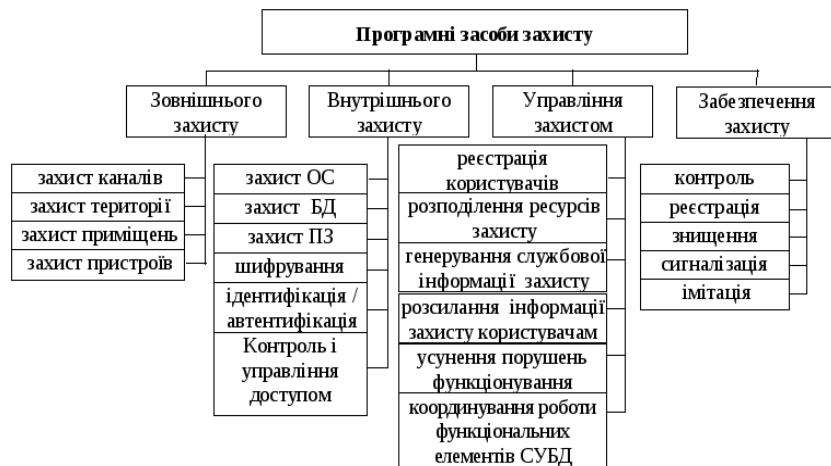 Програмні засоби захисту
Зовнішнього
захисту
Внутрішнього
захисту
Управління
захистом
Забезпечення
захисту
захист каналів
захист території
захист приміщень
захист пристроїв
захист ОС
захист БД
захист ПЗ
шифрування
ідентифікація /
автентифікація
Контроль і
управління
доступом
реєстрація
користувачів
розподілення ресурсів
захисту
генерування службової
інформації захисту
розсилання інформації
захисту користувачам
усунення порушень
функціонування
координування роботи
функціональних
елементів СУБД
контроль
реєстрація
знищення
сигналізація
імітація